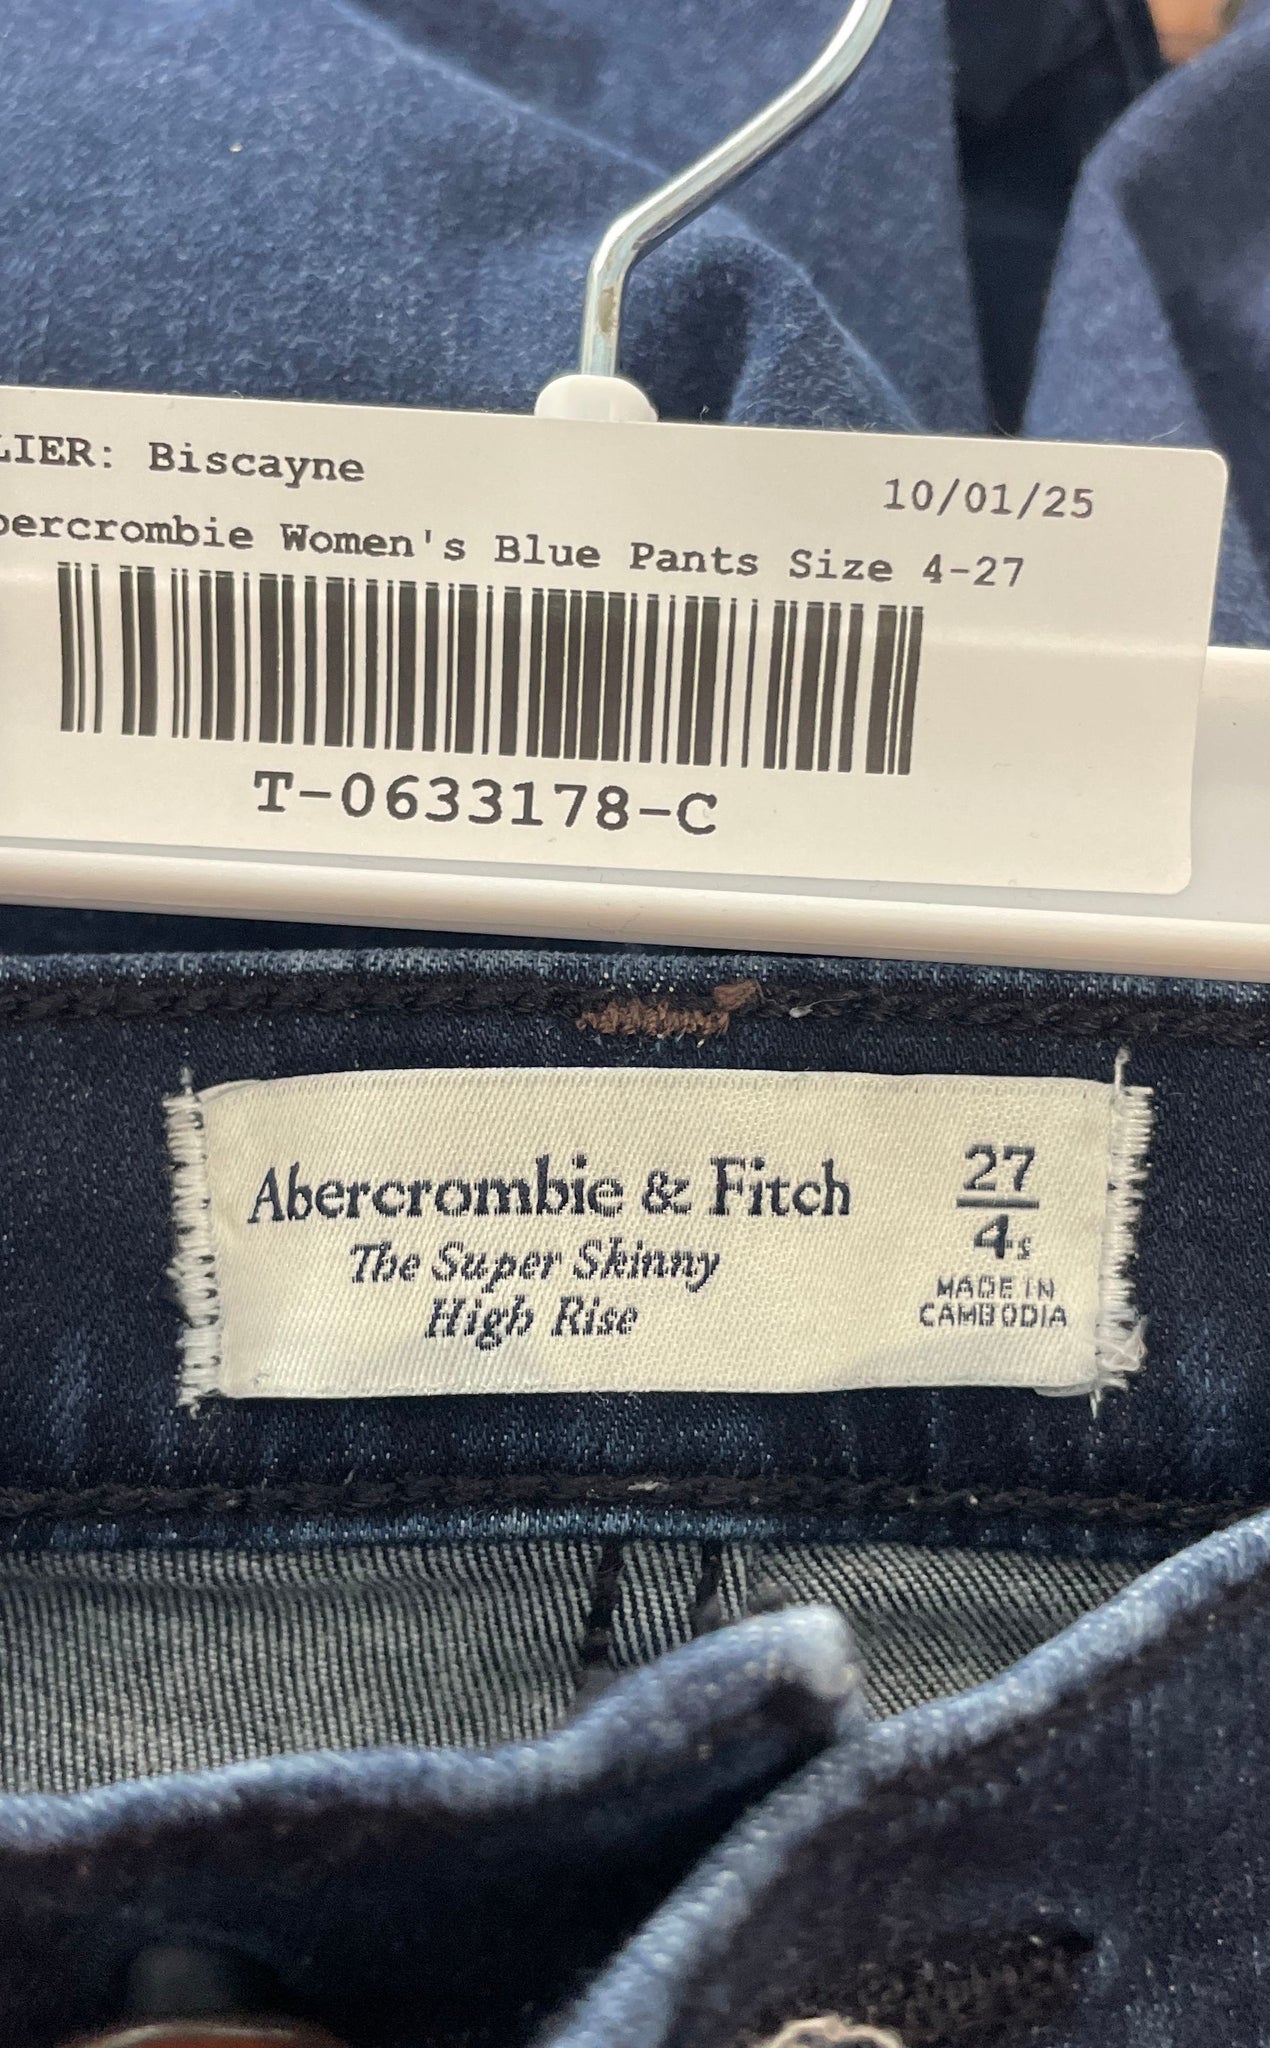 LIER: Biscayne
10/01/25
bercrombie Women's Blue Pants Size 4-27
T-0633178-C
Abercrombie & Fitch
The Super Skinny
High Rise
27
4s
MADE IN
CAMBODIA